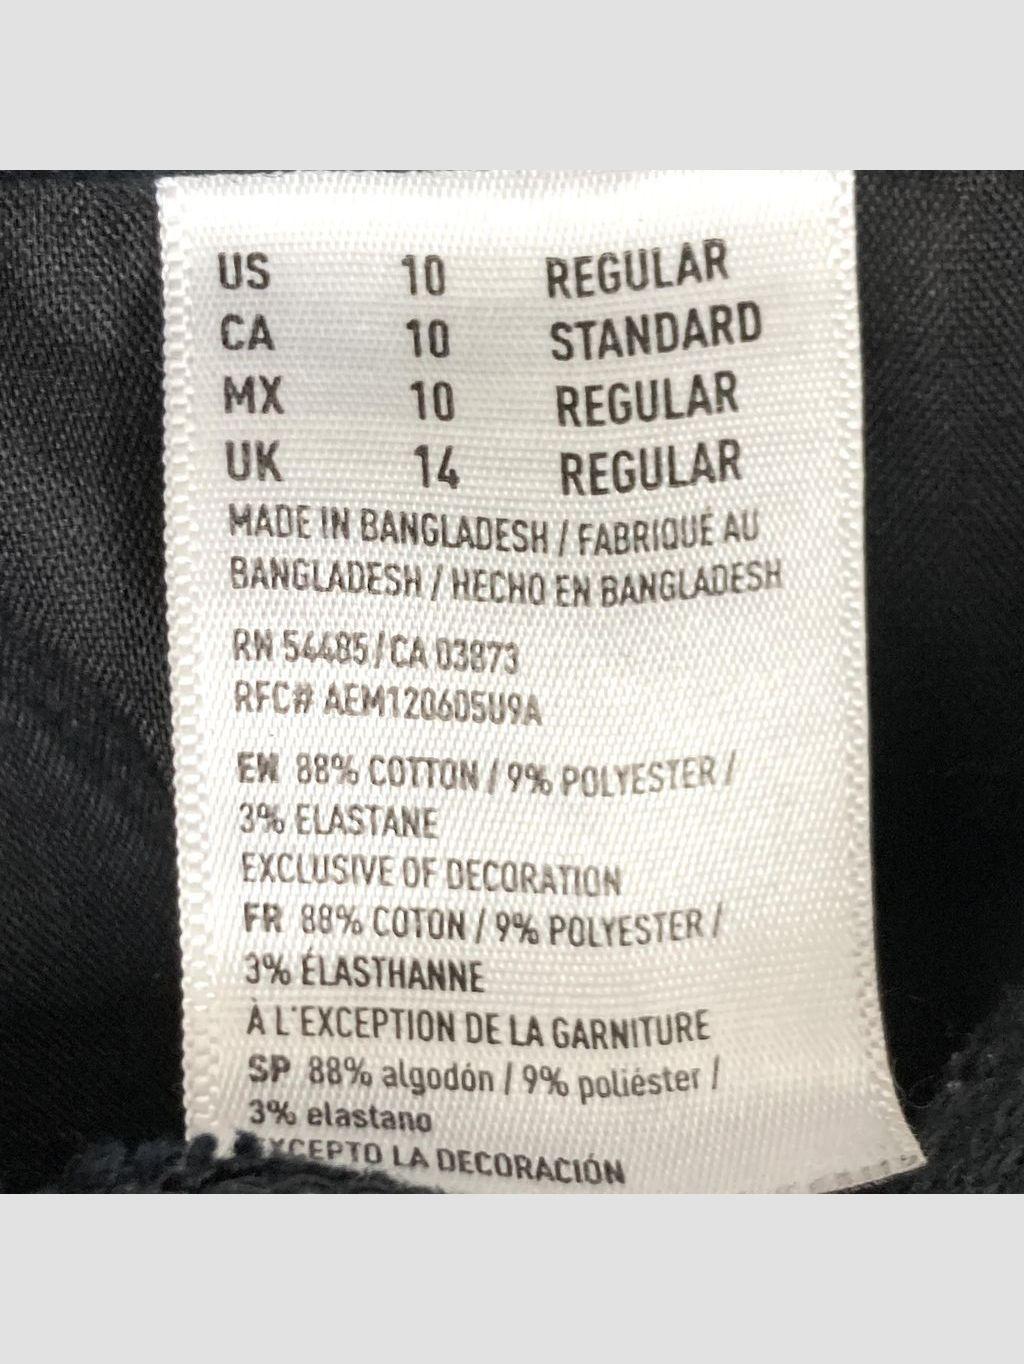 US 10 REGULAR
CA 10 STANDARD
MX 10 REGULAR
UK 14 REGULAR
MADE IN BANGLADESH / FABRIQUÉ AU
BANGLADESH / HECHO EN BANGLADESH
RN 54485 / CA 03873
RFC# AEM120605U9A
EN 88% COTTON / 9% POLYESTER /
3% ELASTANE
EXCLUSIVE OF DECORATION
FR 88% COTON / 9% POLYESTER /
3% ÉLASTHANNE
À L'EXCEPTION DE LA GARNITURE
SP 88% algodón / 9% poliéster /
3% elastano
EXCEPTO LA DECORACIÓN